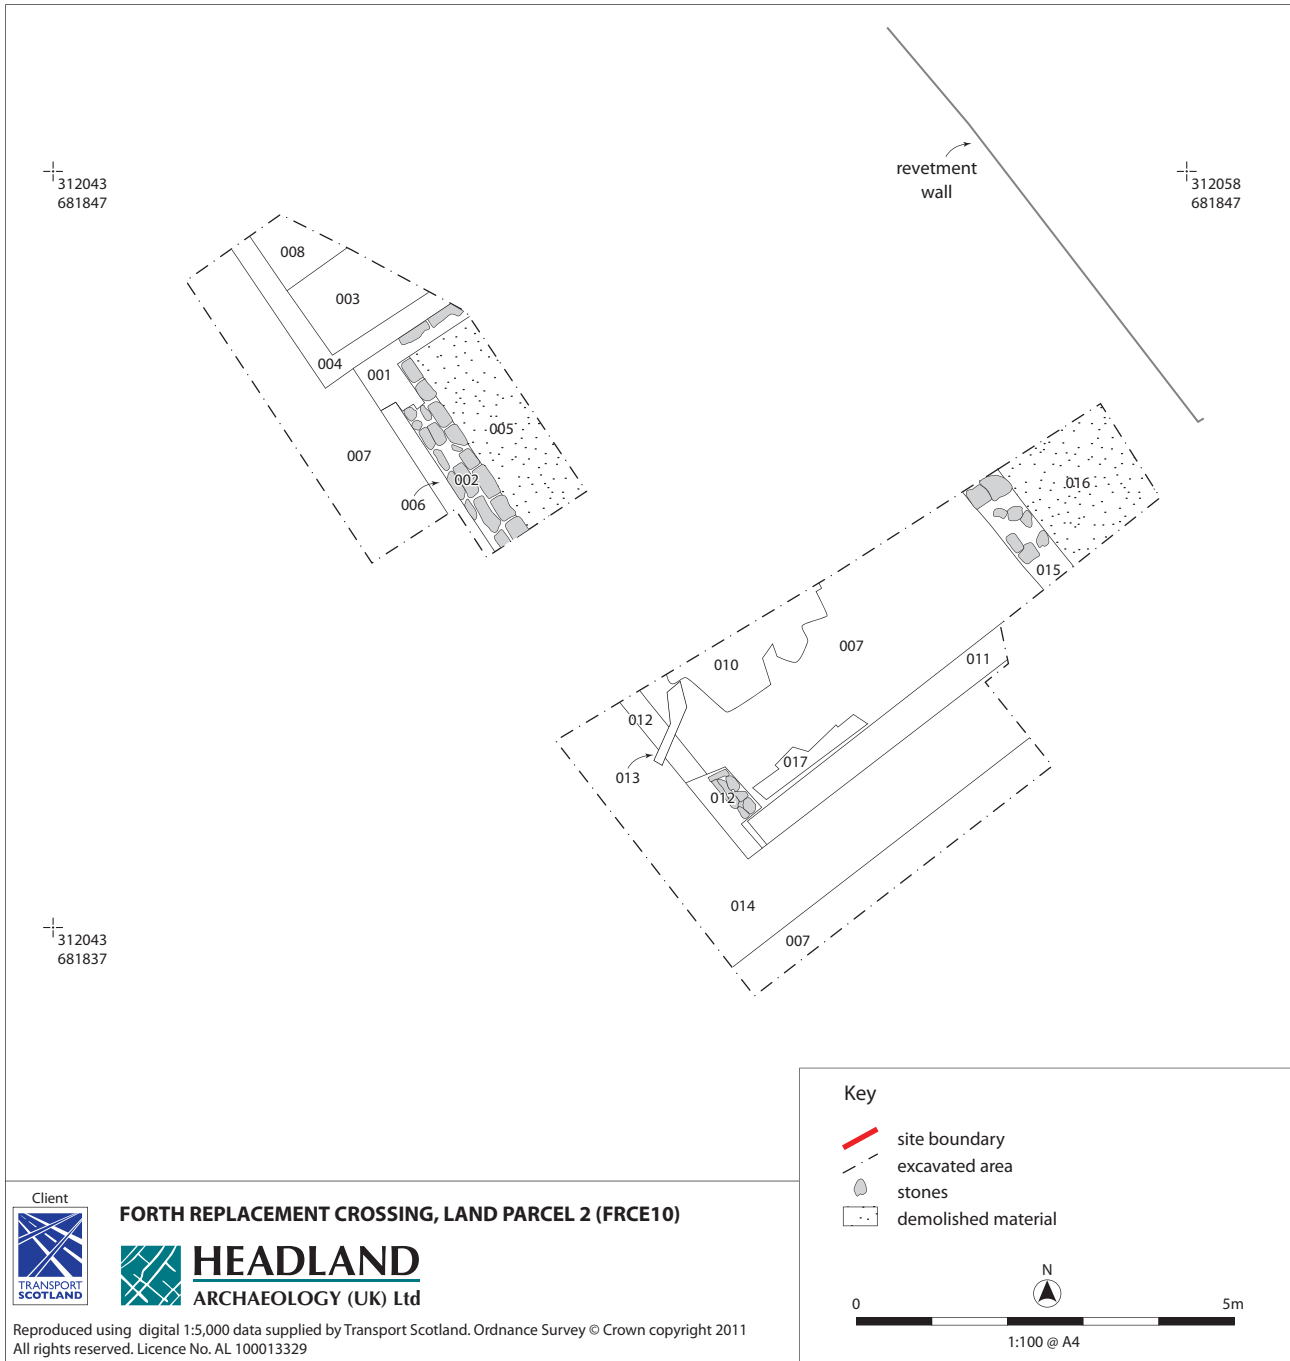 revetment
wall
312043
681847
312058
681847
008
003
004
001
005
007
002
006
016
015
010
007
011
012
013
017
012
014
007
312043
681837
Key
site boundary
excavated area
stones
demolished material
N
0
5m
1:100 @ A4
Client
TRANSPORT
SCOTLAND
FORTH REPLACEMENT CROSSING, LAND PARCEL 2 (FRCE10)
HEADLAND
ARCHAEOLOGY (UK) Ltd
Reproduced using digital 1:5,000 data supplied by Transport Scotland. Ordnance Survey © Crown copyright 2011
All rights reserved. Licence No. AL 100013329